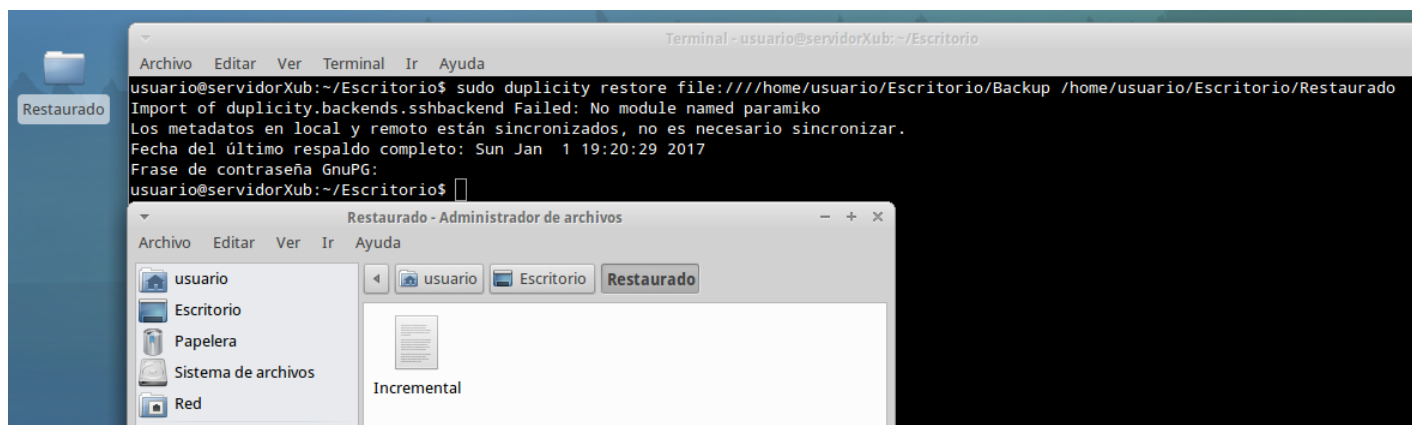 Terminal - usuario@servidorXub: ~/Escritorio
Archivo Editar Ver Terminal Ir Ayuda
Restaurado
usuario@servidorXub:~/Escritorio$ sudo duplicity restore file:////home/usuario/Escritorio/Backup /home/usuario/Escritorio/Restaurado
Import of duplicity.backends.sshbackend Failed: No module named paramiko
Los metadatos en local y remoto están sincronizados, no es necesario sincronizar.
Fecha del último respaldo completo: Sun Jan  1 19:20:29 2017
Frase de contraseña GnuPG:
usuario@servidorXub:~/Escritorio$
Restaurado - Administrador de archivos
Archivo Editar Ver Ir Ayuda
usuario
Escritorio
Papelera
Sistema de archivos
Red
usuario Escritorio Restaurado
Incremental